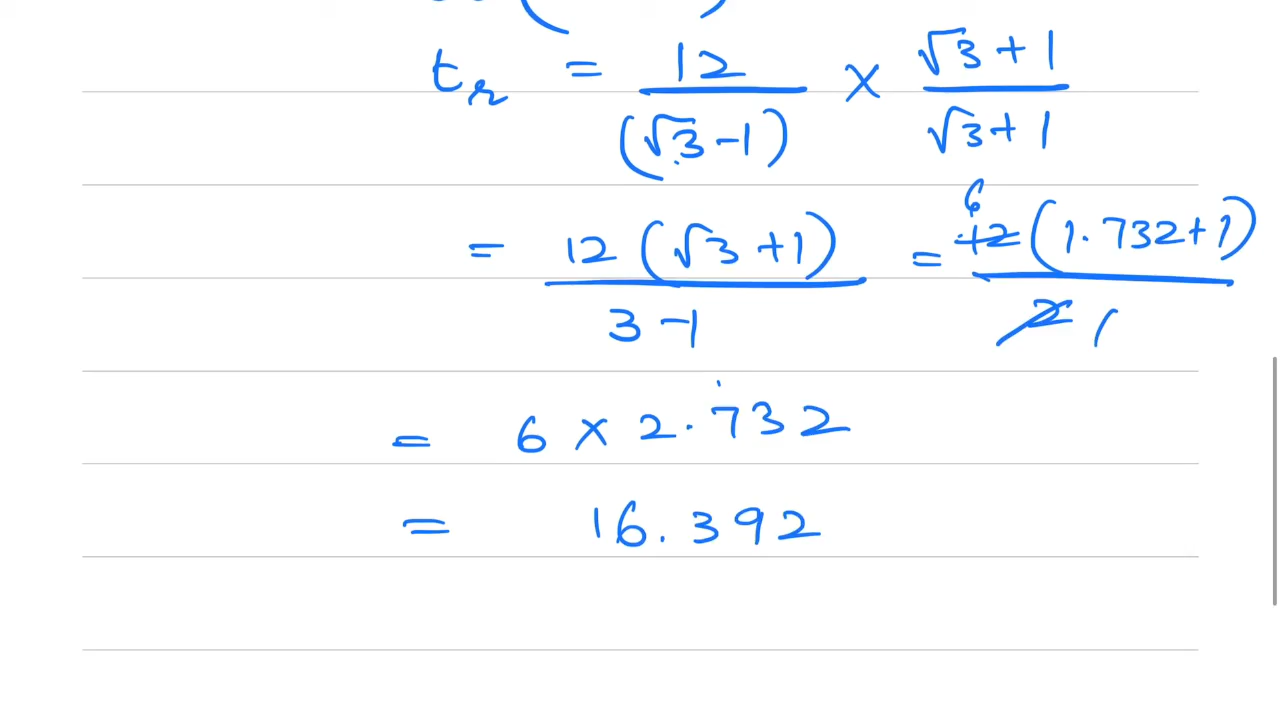 t_r = 12 / (√3 - 1) × √3 + 1 / √3 + 1
= 12 (√3 + 1) / 3 - 1 = 12 6 (1.732 + 1) / 2 1
= 6 × 2.732
= 16.392